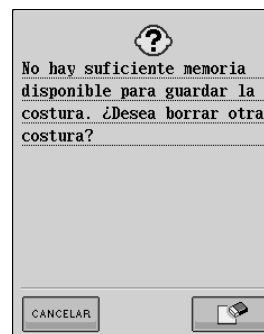 No hay suficiente memoria
disponible para guardar la
costura. ¿Desea borrar otra
costura?
CANCELAR